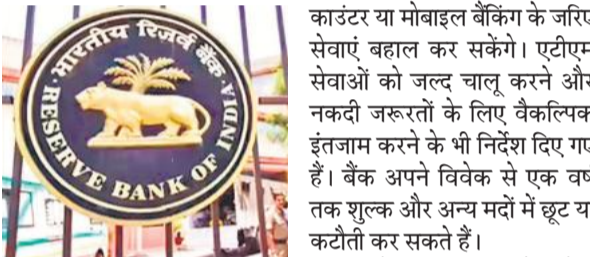 भारतीय रिज़र्व बैंक
RESERVE BANK OF INDIA
काउंटर या मोबाइल बैंकिंग के जरिए
सेवाएं बहाल कर सकेंगे। एटीएम
सेवाओं को जल्द चालू करने और
नकदी जरूरतों के लिए वैकल्पिक
इंतजाम करने के भी निर्देश दिए गए
हैं। बैंक अपने विवेक से एक वर्ष
तक शुल्क और अन्य मदों में छूट या
कटौती कर सकते हैं।